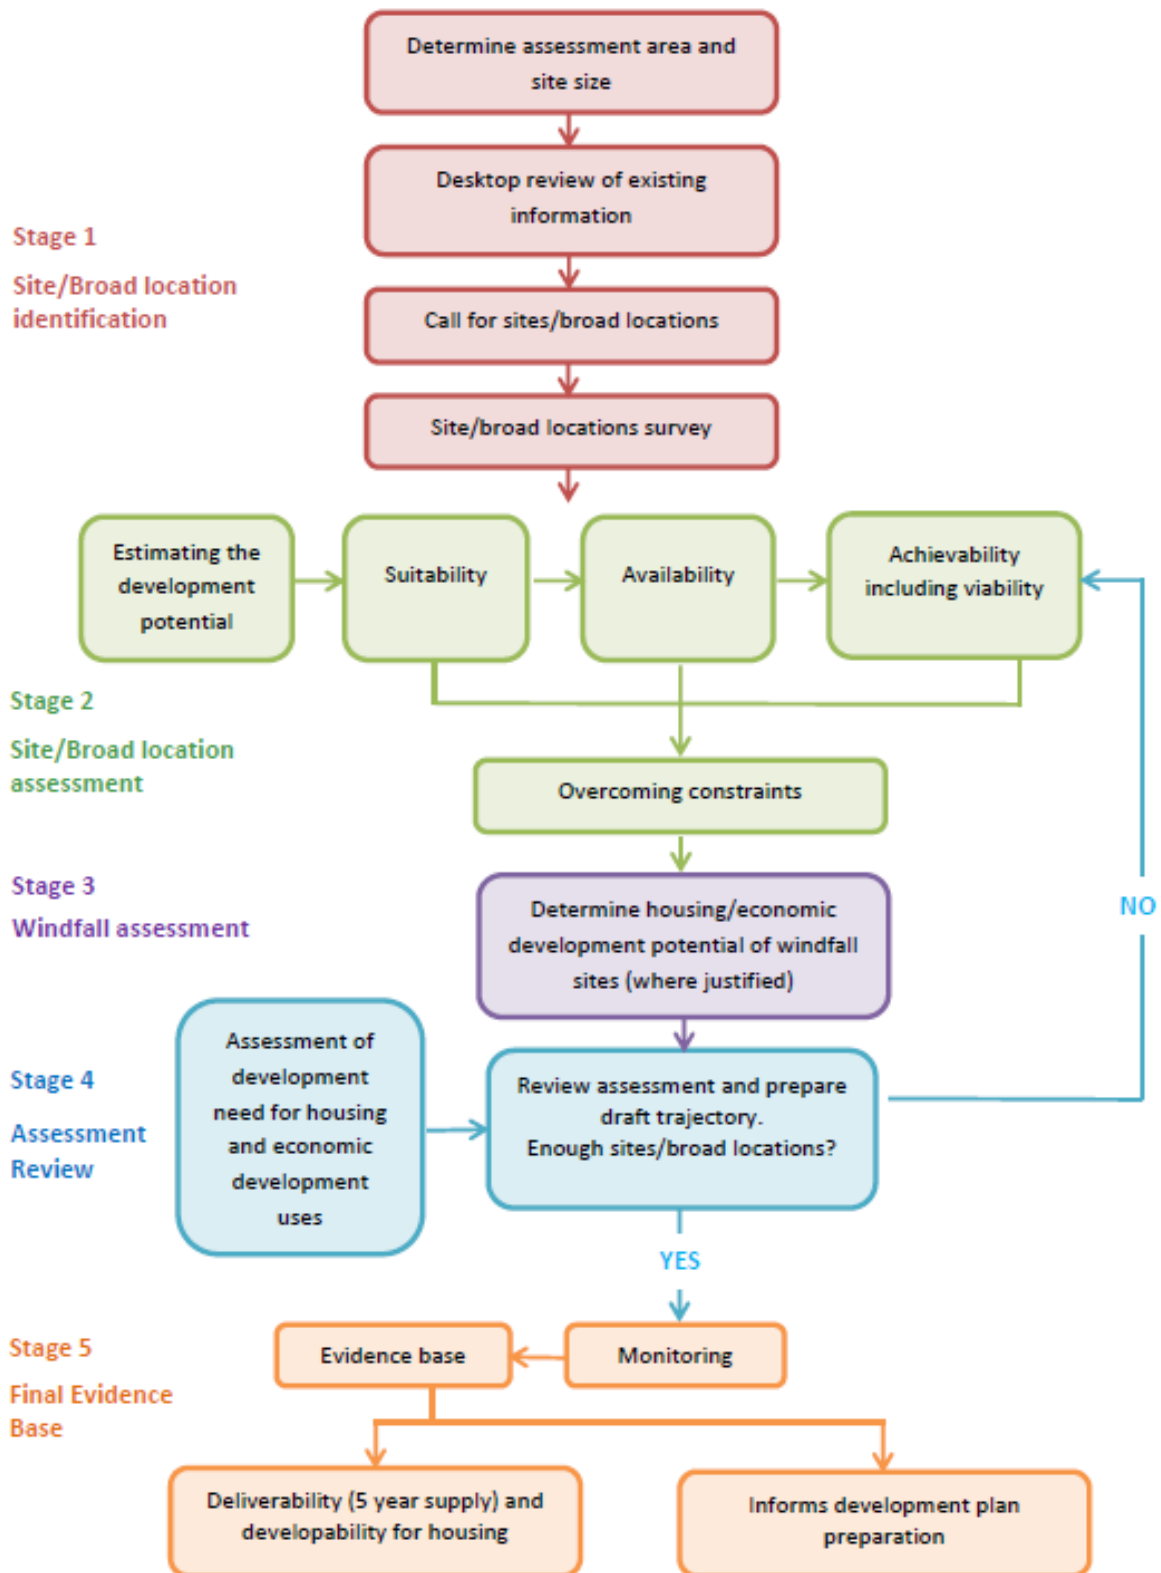 Determine assessment area and
site size
Desktop review of existing
information
Stage 1
Site/Broad location
identification
Call for sites/broad locations
Site/broad locations survey
Estimating the
development
potential
Suitability
Availability
Achievability
including viability
Stage 2
Site/Broad location
assessment
Overcoming constraints
Stage 3
Windfall assessment
Determine housing/economic
development potential of windfall
sites (where justified)
NO
Assessment of
development
need for housing
and economic
development
uses
Stage 4
Assessment
Review
Review assessment and prepare
draft trajectory.
Enough sites/broad locations?
YES
Stage 5
Final Evidence
Base
Evidence base
Monitoring
Deliverability (5 year supply) and
developability for housing
Informs development plan
preparation